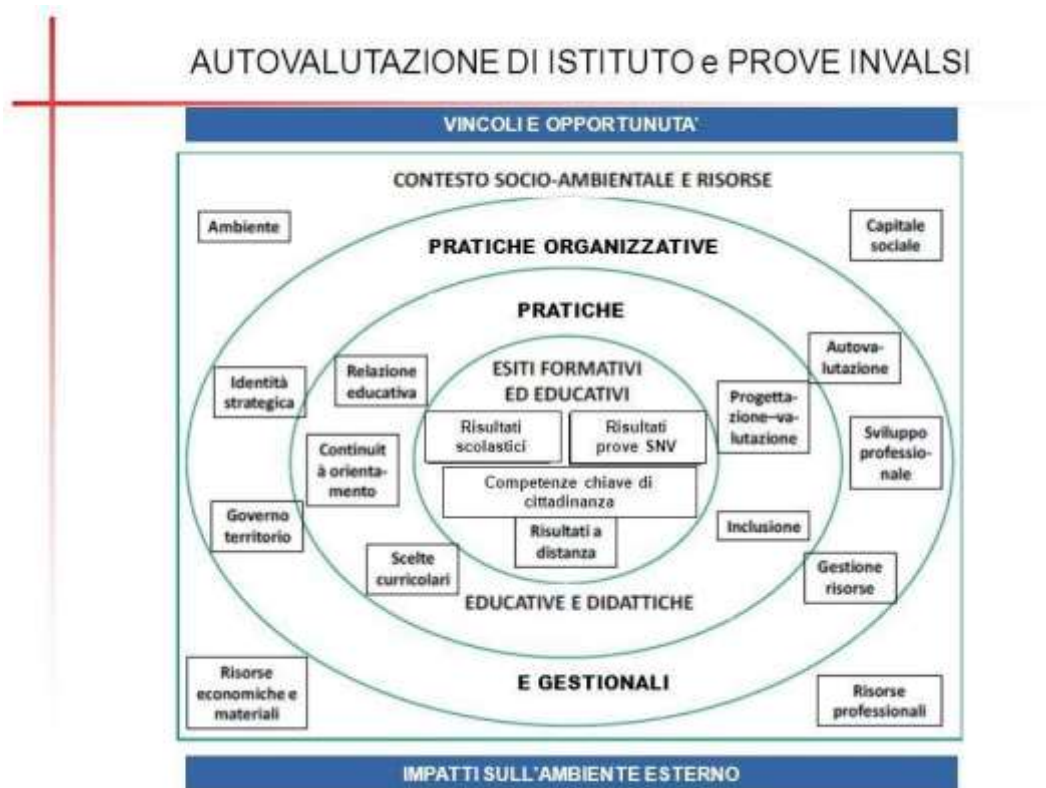 AUTOVALUTAZIONE DI ISTITUTO e PROVE INVALSI
VINCOLI E OPPORTUNUTA'
CONTESTO SOCIO-AMBIENTALE E RISORSE
Ambiente
Capitale
sociale
PRATICHE ORGANIZZATIVE
PRATICHE
Identità
strategica
Relazione
educativa
ESITI FORMATIVI
ED EDUCATIVI
Autova-
lutazione
Progetta-
zione–va-
lutazione
Risultati
scolastici
Risultati
prove SNV
Sviluppo
professio-
nale
Continuit
à orienta-
mento
Competenze chiave di
cittadinanza
Governo
territorio
Risultati a
distanza
Inclusione
Scelte
curricolari
Gestione
risorse
EDUCATIVE E DIDATTICHE
E GESTIONALI
Risorse
economiche e
materiali
Risorse
professionali
IMPATTI SULL'AMBIENTE ESTERNO